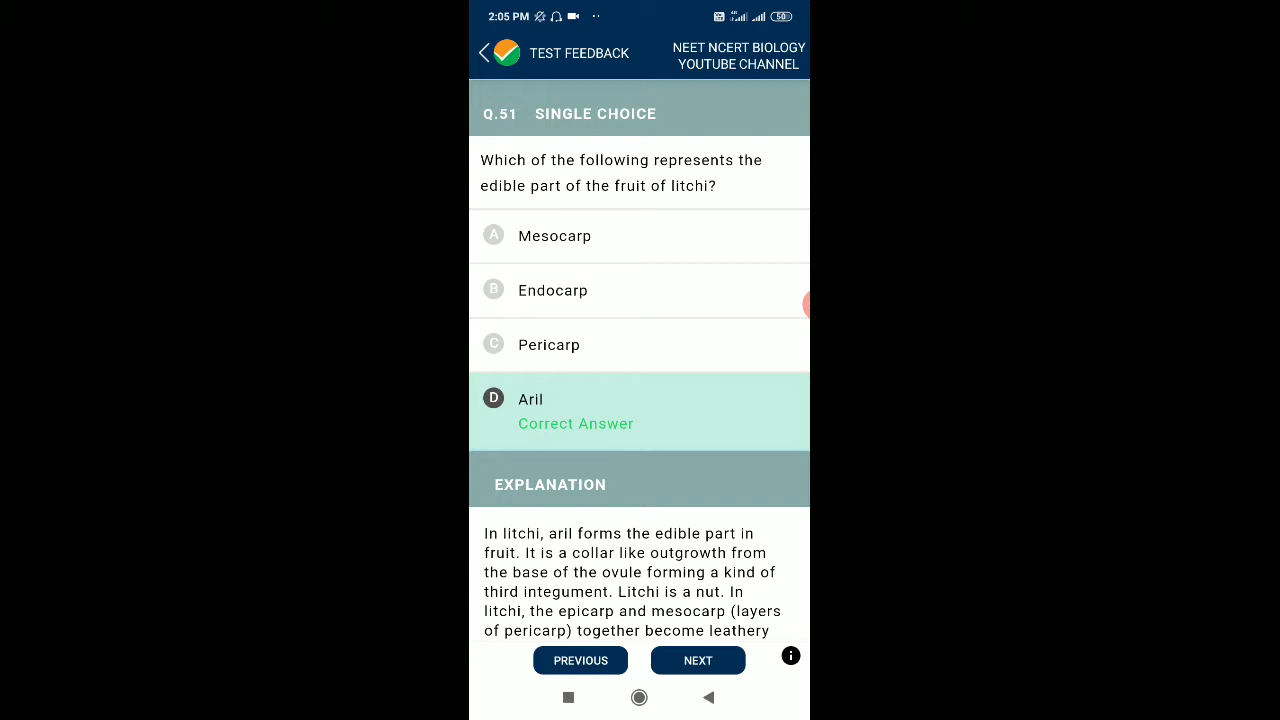 2:05 PM
50
TEST FEEDBACK
NEET NCERT BIOLOGY
YOUTUBE CHANNEL
Q.51 SINGLE CHOICE
Which of the following represents the
edible part of the fruit of litchi?
A Mesocarp
B Endocarp
C Pericarp
D Aril
Correct Answer
EXPLANATION
In litchi, aril forms the edible part in
fruit. It is a collar like outgrowth from
the base of the ovule forming a kind of
third integument. Litchi is a nut. In
litchi, the epicarp and mesocarp (layers
of pericarp) together become leathery
PREVIOUS
NEXT